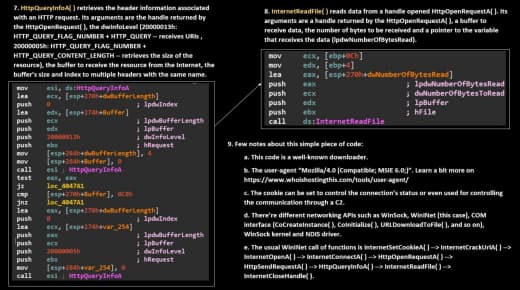 7. HttpQueryInfoA( ) retrieves the header information associated
with an HTTP request. Its arguments are the handle returned by
the HttpOpenRequest( ), the dwInfoLevel (20000013h:
HTTP_QUERY_FLAG_NUMBER + HTTP_QUERY -- receives URIs ,
20000005h: HTTP_QUERY_FLAG_NUMBER +
HTTP_QUERY_CONTENT_LENGTH -- retrieves the size of the
resource), the buffer to receive the resource from the Internet, the
buffer's size and index to multiple headers with the same name.
mov esi, ds:HttpQueryInfoA
lea ecx, [esp+270h+dwBufferLength]
push 0 ; lpdwIndex
lea edx, [esp+274h+Buffer]
push ecx ; lpdwBufferLength
push edx ; lpBuffer
push 20000013h ; dwInfoLevel
push ebx ; hRequest
mov [esp+284h+dwBufferLength], 4
mov [esp+284h+Buffer], 0
call esi ; HttpQueryInfoA
test eax, eax
jz loc_4047A1
cmp [esp+270h+Buffer], 0C8h
jnz loc_4047A1
lea eax, [esp+270h+dwBufferLength]
push 0 ; lpdwIndex
lea ecx, [esp+274h+var_254]
push eax ; lpdwBufferLength
push ecx ; lpBuffer
push 20000005h ; dwInfoLevel
push ebx ; hRequest
mov [esp+284h+var_254], 0
call esi ; HttpQueryInfoA
8. InternetReadFile( ) reads data from a handle opened HttpOpenRequestA( ). Its
arguments are a handle returned by the HttpOpenRequestA( ), a buffer to
receive data, the number of bytes to be received and a pointer to the variable
that receives the data (lpdwNumberOfBytesRead).
mov ecx, [ebp+0Ch]
mov edx, [ebp+4]
lea eax, [esp+270h+dwNumberOfBytesRead]
push eax ; lpdwNumberOfBytesRead
push ecx ; dwNumberOfBytesToRead
push edx ; lpBuffer
push ebx ; hFile
call ds:InternetReadFile
9. Few notes about this simple piece of code:
a. This code is a well-known downloader.
b. The user-agent "Mozilla/4.0 (Compatible; MSIE 6.0;)". Learn a bit more on
https://www.whoishostingthis.com/tools/user-agent/
c. The cookie can be set to control the connection's status or even used for controlling
the communication through a C2.
d. There're different networking APIs such as WinSock, WiniNet (this case), COM
interface (CoCreateInstance( ), CoInitialize( ), URLDownloadToFile( ), and so on),
WinSock kernel and NDIS driver.
e. The usual WinINet call of functions is InternetSetCookieA( ) --> InternetCrackUrlA( ) -->
InternetOpenA( ) --> InternetConnectA( ) --> HttpOpenRequestA( ) -->
HttpSendRequestA( ) --> HttpQueryInfoA( ) --> InternetReadFile( ) -->
InternetCloseHandle( ).